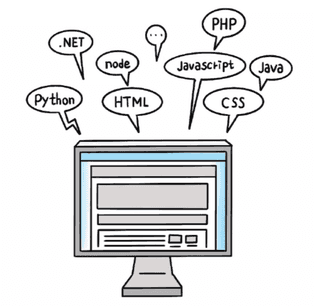 PHP
.NET
...
node
Javascript
Java
Python
HTML
CSS